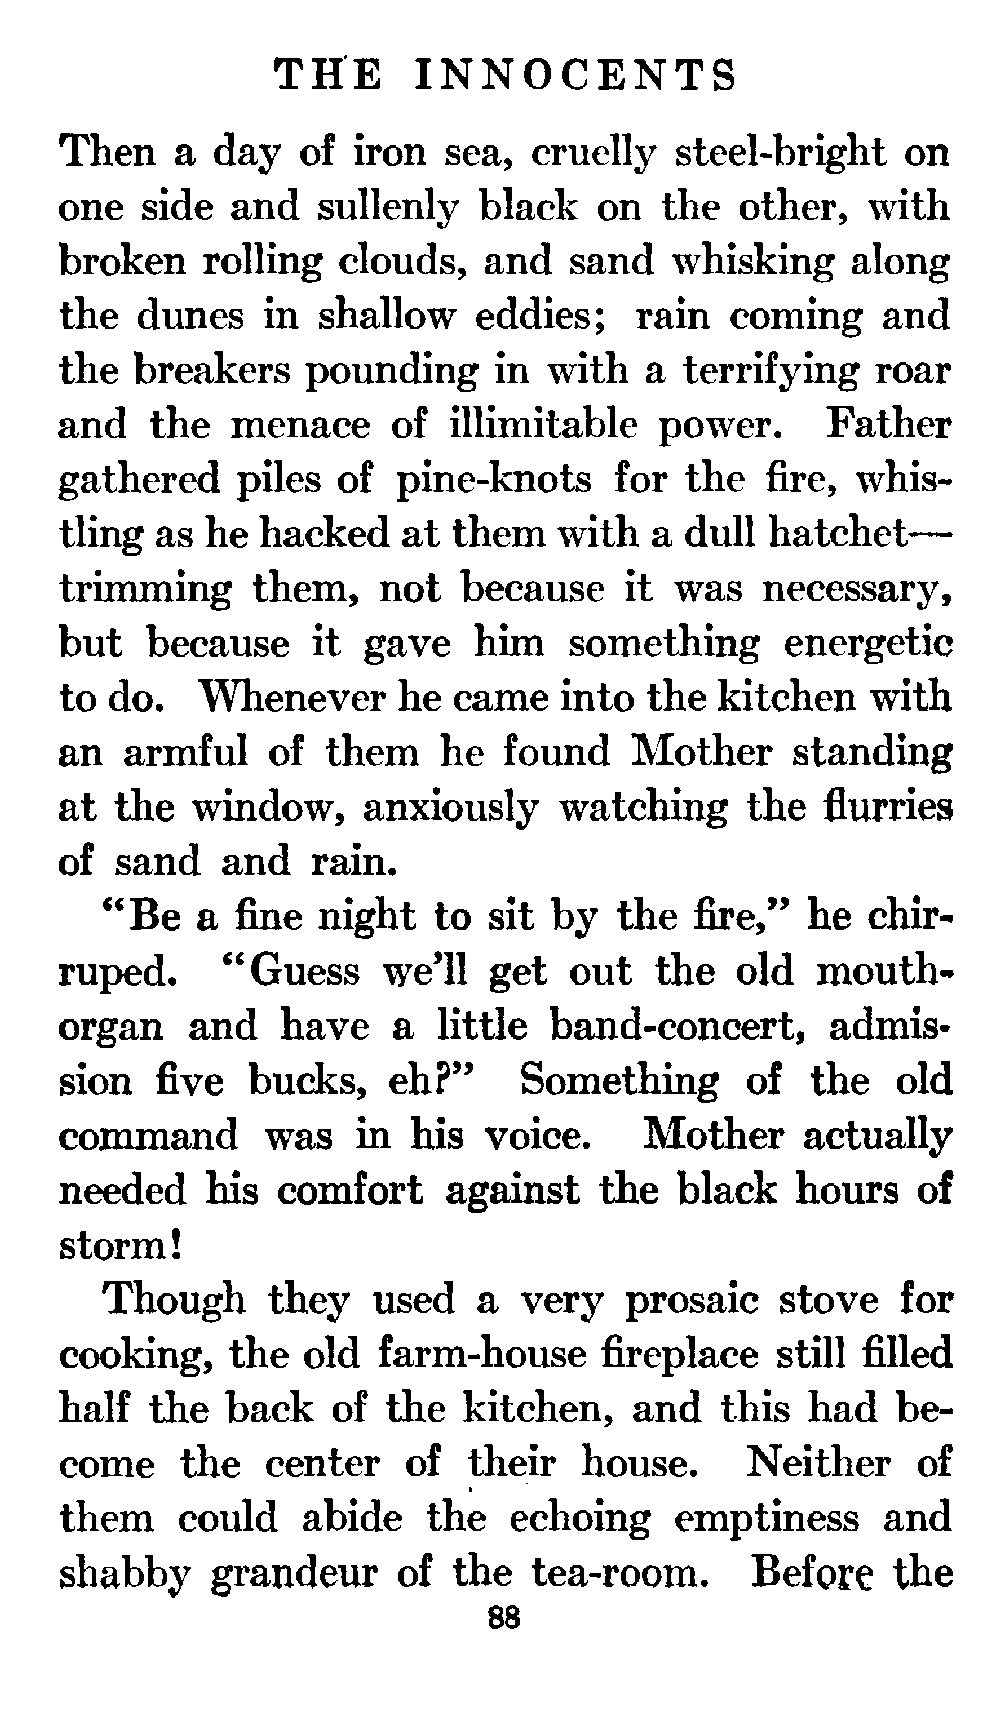 THE INNOCENTS
Then a day of iron sea, cruelly steel-bright on
one side and sullenly black on the other, with
broken rolling clouds, and sand whisking along
the dunes in shallow eddies; rain coming and
the breakers pounding in with a terrifying roar
and the menace of illimitable power. Father
gathered piles of pine-knots for the fire, whis-
tling as he hacked at them with a dull hatchet—
trimming them, not because it was necessary,
but because it gave him something energetic
to do. Whenever he came into the kitchen with
an armful of them he found Mother standing
at the window, anxiously watching the flurries
of sand and rain.
“Be a fine night to sit by the fire,” he chir-
ruped. “Guess we’ll get out the old mouth-
organ and have a little band-concert, admis-
sion five bucks, eh?” Something of the old
command was in his voice. Mother actually
needed his comfort against the black hours of
storm!
Though they used a very prosaic stove for
cooking, the old farm-house fireplace still filled
half the back of the kitchen, and this had be-
come the center of their house. Neither of
them could abide the echoing emptiness and
shabby grandeur of the tea-room. Before the
88